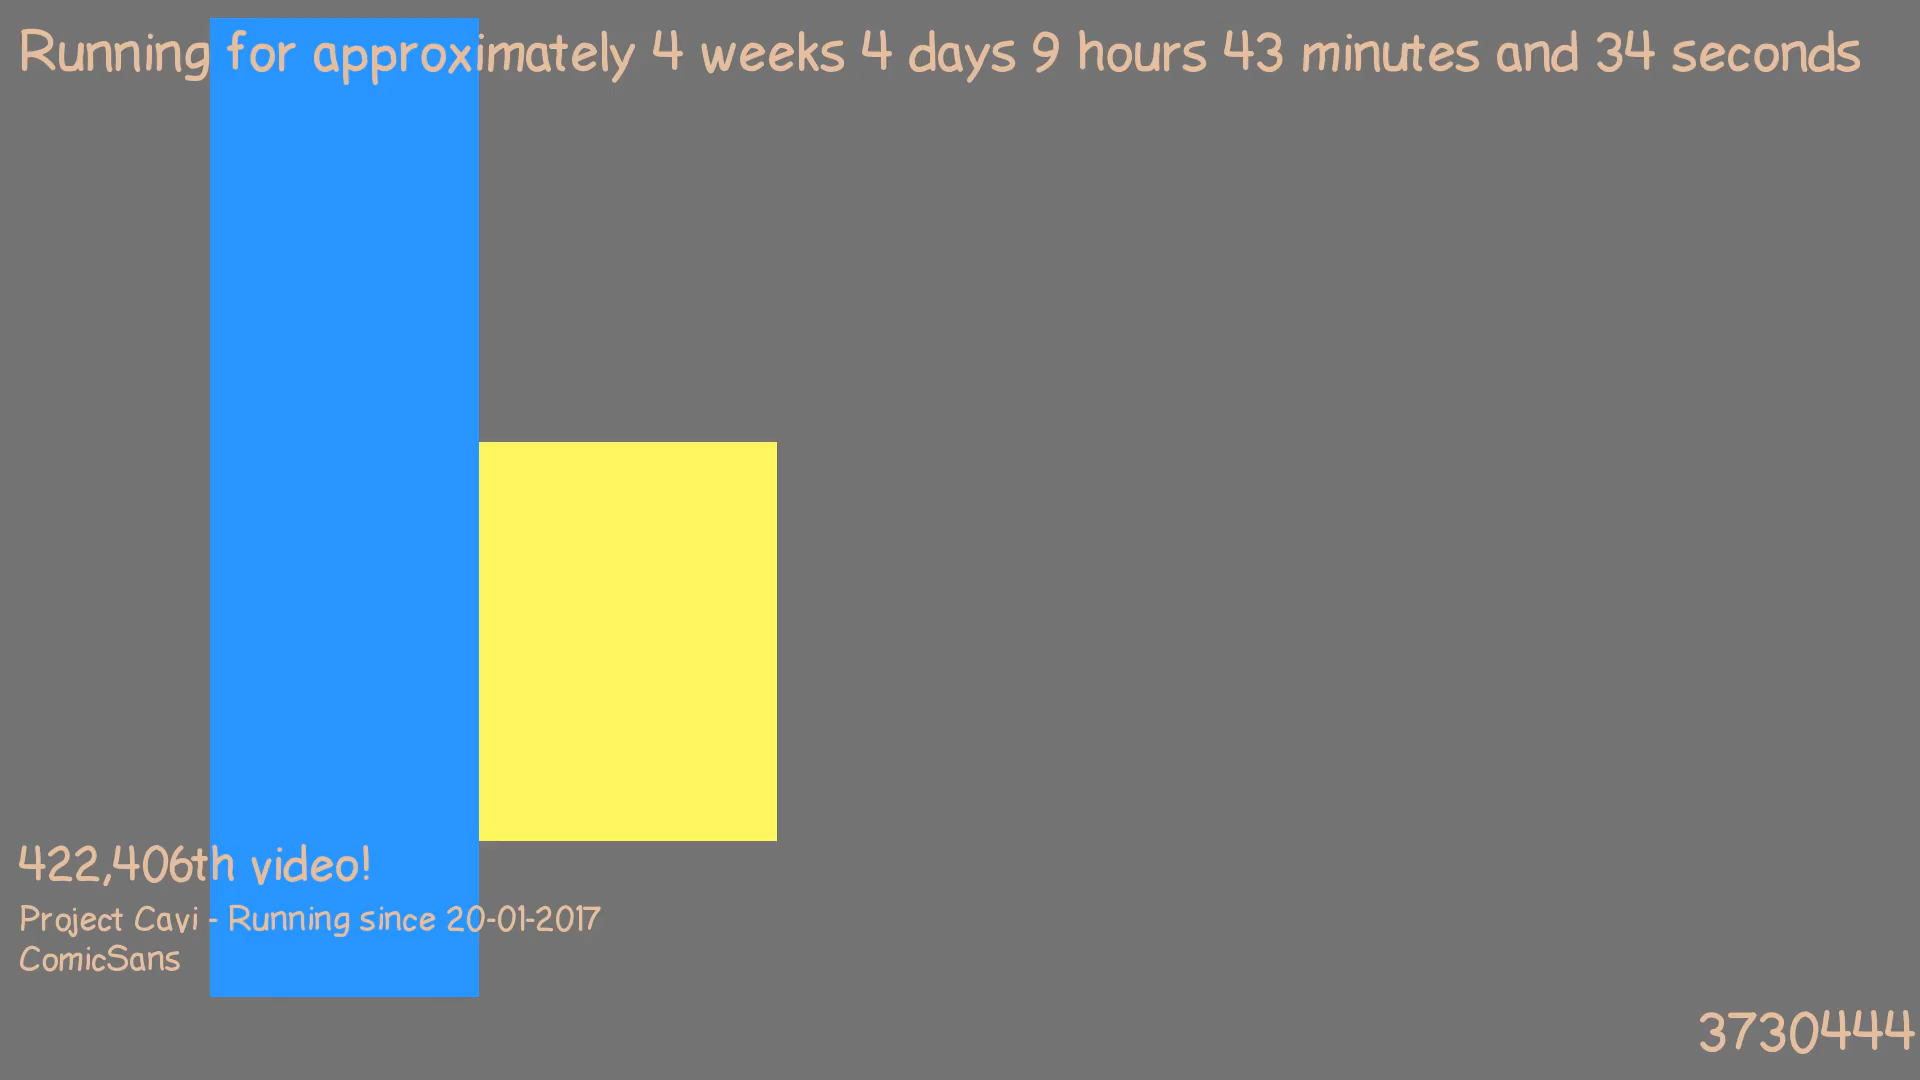 Running for approximately 4 weeks 4 days 9 hours 43 minutes and 34 seconds
422,406th video!
Project Cavi - Running since 20-01-2017
ComicSans
3730444